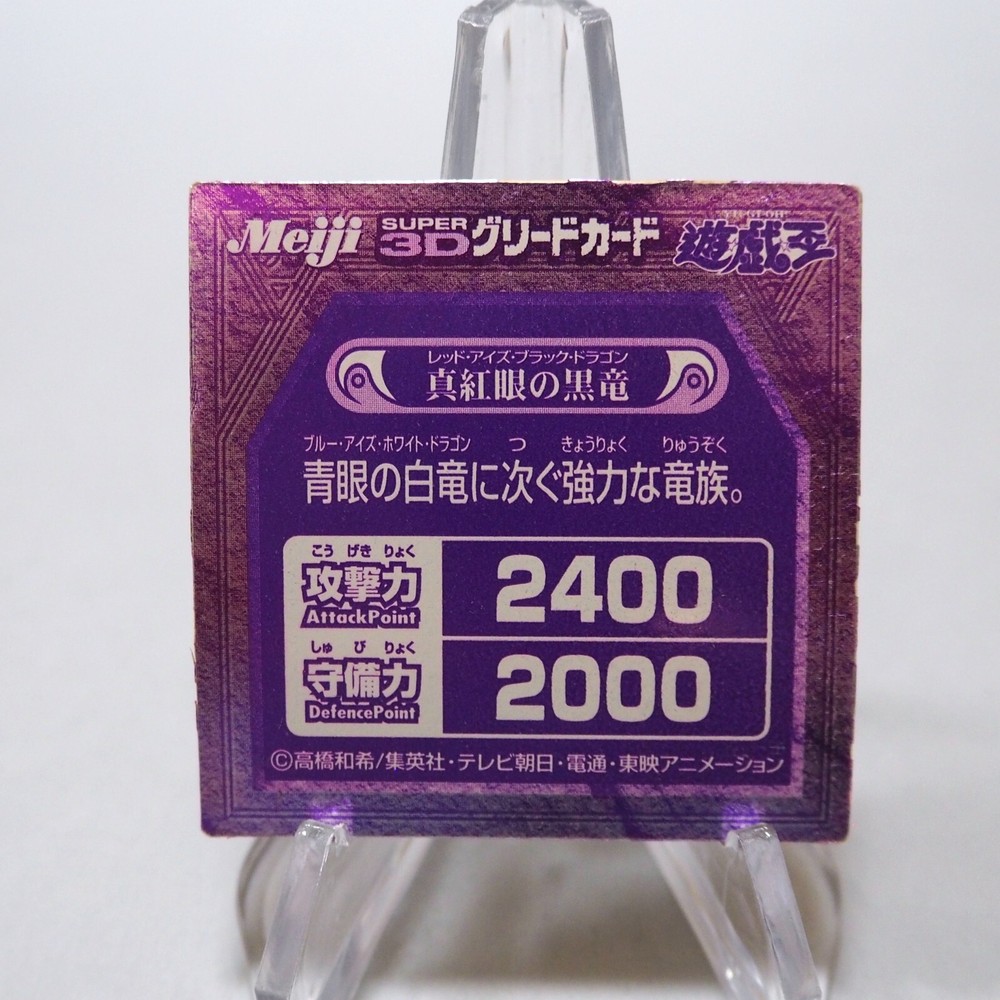 Meiji SUPER 3D グリードカード 遊戯王
YU-GI-OH!
レッド・アイズ・ブラック・ドラゴン
真紅眼の黒竜
ブルー・アイズ・ホワイト・ドラゴン つ きょうりょく りゅうぞく
青眼の白竜に次ぐ強力な竜族。
こう げき りょく
攻撃力 2400
AttackPoint
しゅ び りょく
守備力 2000
DefencePoint
©高橋和希/集英社・テレビ朝日・電通・東映アニメーション